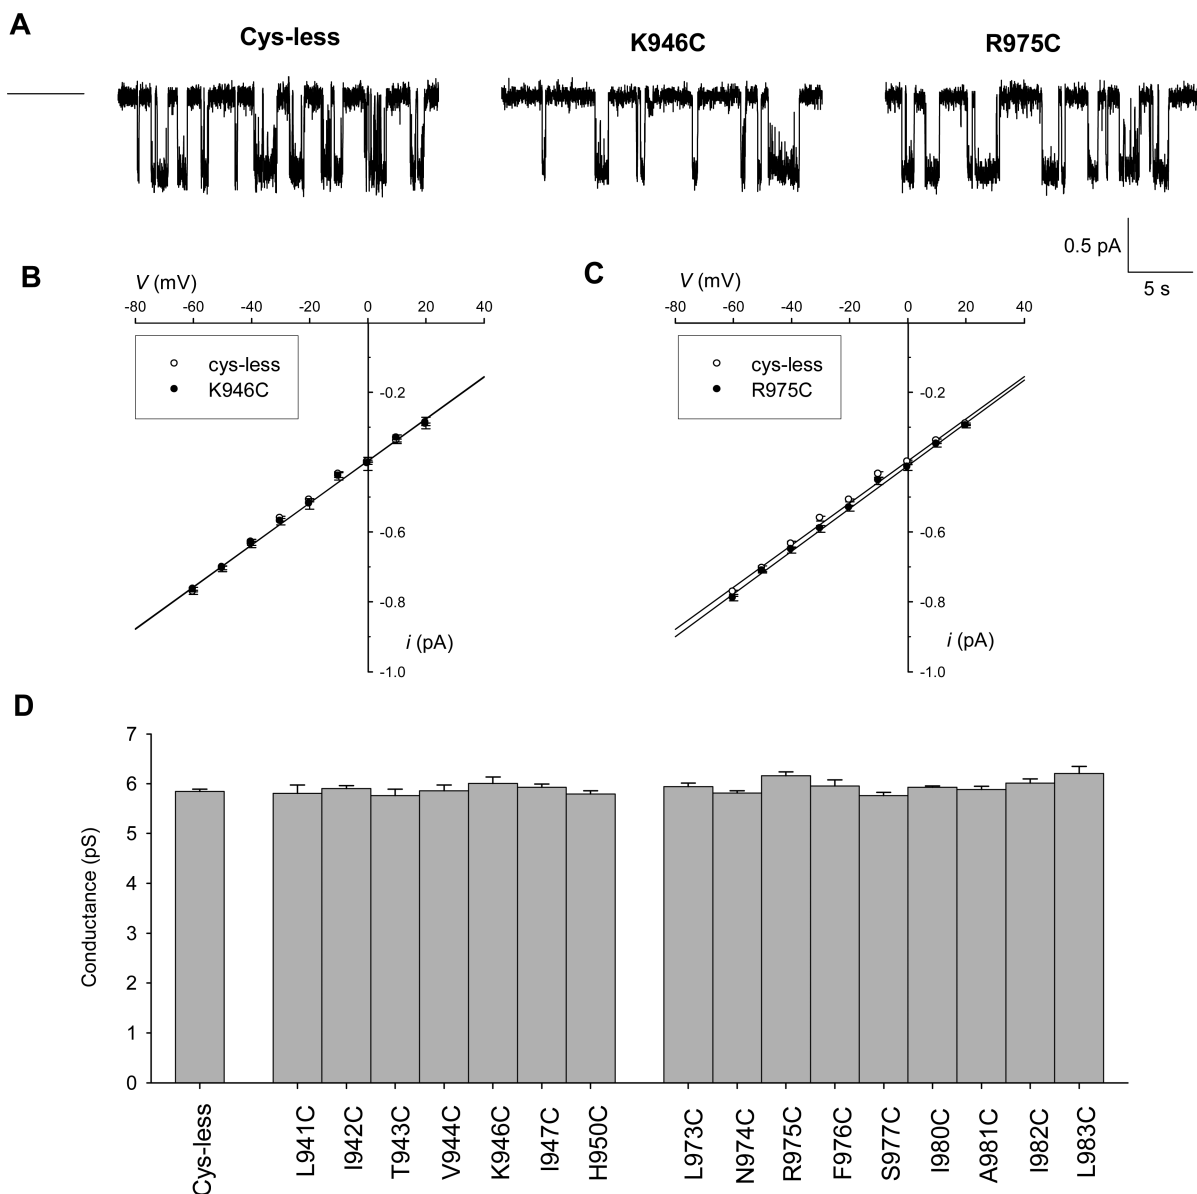 A
Cys-less
K946C
R975C
0.5 pA
5 s
B
V (mV)
-80 -60 -40 -20 0 20 40
cys-less
K946C
-0.2
-0.6
-0.8
-1.0
i (pA)
C
V (mV)
-80 -60 -40 -20 0 20 40
cys-less
R975C
-0.2
-0.6
-0.8
-1.0
i (pA)
D
Conductance (pS)
7
6
5
4
3
2
1
0
Cys-less
L941C
I942C
T943C
V944C
K946C
I947C
H950C
L973C
N974C
R975C
F976C
S977C
I980C
A981C
I982C
L983C